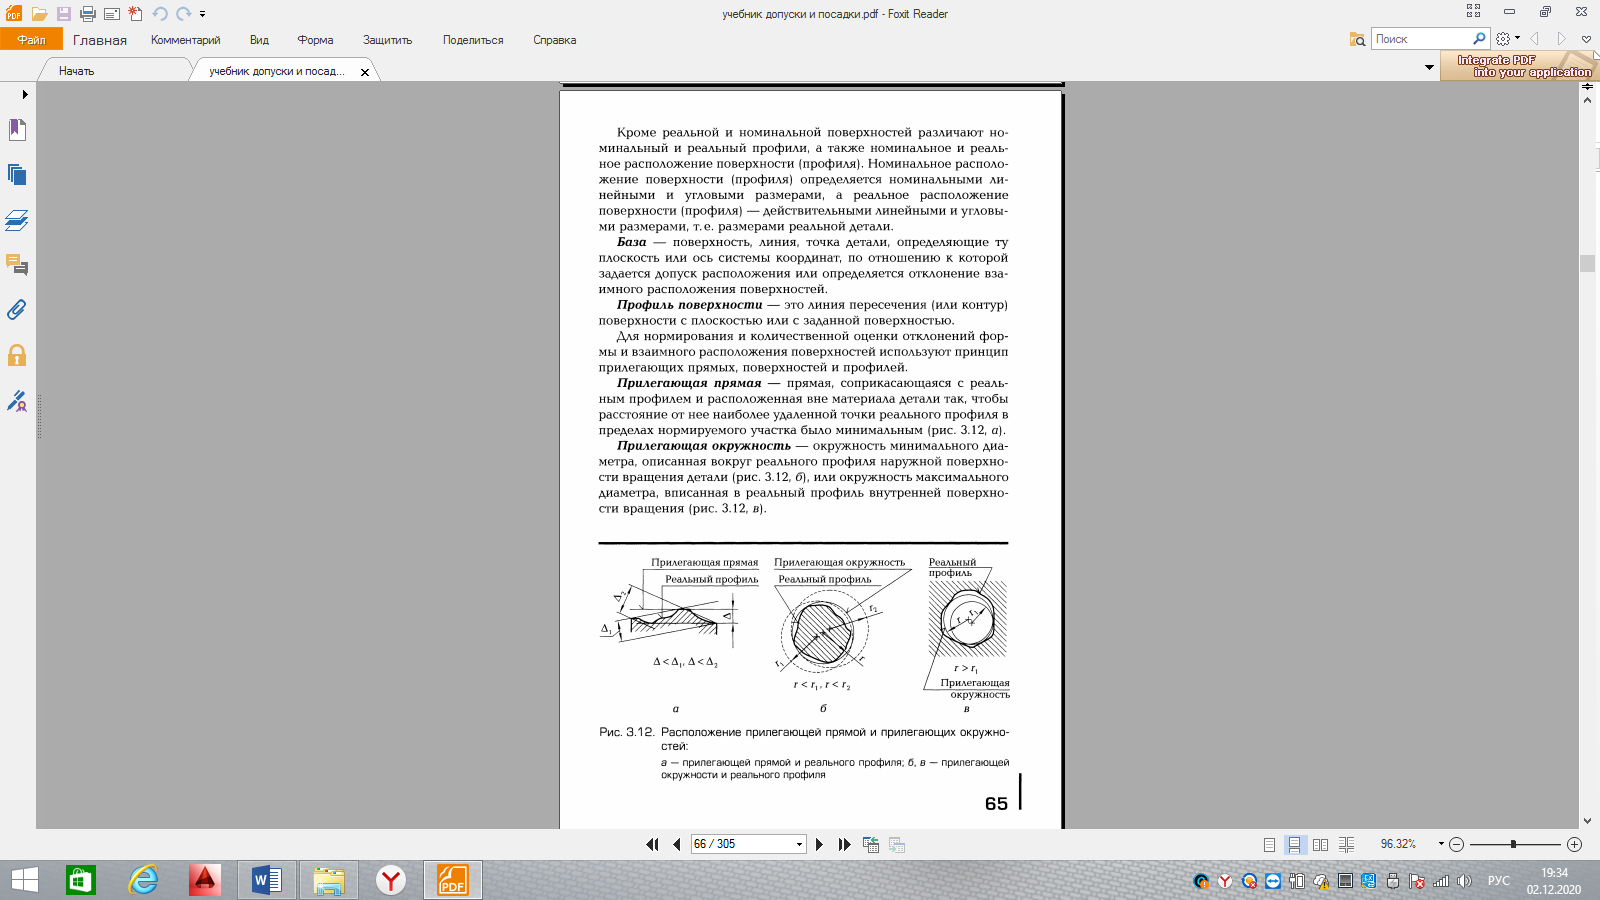 учебник допуски и посадки.pdf - Foxit Reader
Файл Главная Комментарий Вид Форма Защитить Поделиться Справка
Поиск
Начать
учебник допуски и посад...
Integrate PDF
into your application
Кроме реальной и номинальной поверхностей различают но-
минальный и реальный профили, а также номинальное и реаль-
ное расположение поверхности (профиля). Номинальное располо-
жение поверхности (профиля) определяется номинальными ли-
нейными и угловыми размерами, а реальное расположение
поверхности (профиля) — действительными линейными и угловы-
ми размерами, т. е. размерами реальной детали.
База — поверхность, линия, точка детали, определяющие ту
плоскость или ось системы координат, по отношению к которой
задается допуск расположения или определяется отклонение вза-
имного расположения поверхностей.
Профиль поверхности — это линия пересечения (или контур)
поверхности с плоскостью или с заданной поверхностью.
Для нормирования и количественной оценки отклонений фор-
мы и взаимного расположения поверхностей используют принцип
прилегающих прямых, поверхностей и профилей.
Прилегающая прямая — прямая, соприкасающаяся с реаль-
ным профилем и расположенная вне материала детали так, чтобы
расстояние от нее наиболее удаленной точки реального профиля в
пределах нормируемого участка было минимальным (рис. 3.12, а).
Прилегающая окружность — окружность минимального диа-
метра, описанная вокруг реального профиля наружной поверхно-
сти вращения детали (рис. 3.12, б), или окружность максимального
диаметра, вписанная в реальный профиль внутренней поверхно-
сти вращения (рис. 3.12, в).
Прилегающая прямая
Реальный профиль
Δ₂
Δ₁
Δ
Δ < Δ₁, Δ < Δ₂
а
Прилегающая окружность
Реальный профиль
r₂
r₁
r
r < r₁, r < r₂
б
Реальный
профиль
r
r₁
r > r₁
Прилегающая
окружность
в
Рис. 3.12. Расположение прилегающей прямой и прилегающих окружно-
стей:
а — прилегающей прямой и реального профиля; б, в — прилегающей
окружности и реального профиля
65
66 / 305
96.32%
PDF
РУС
19:34
02.12.2020